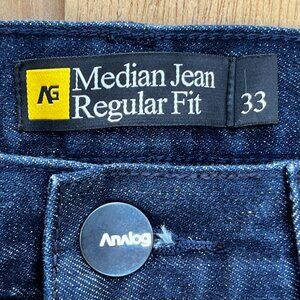 AG
Median Jean
Regular Fit
33
Analog